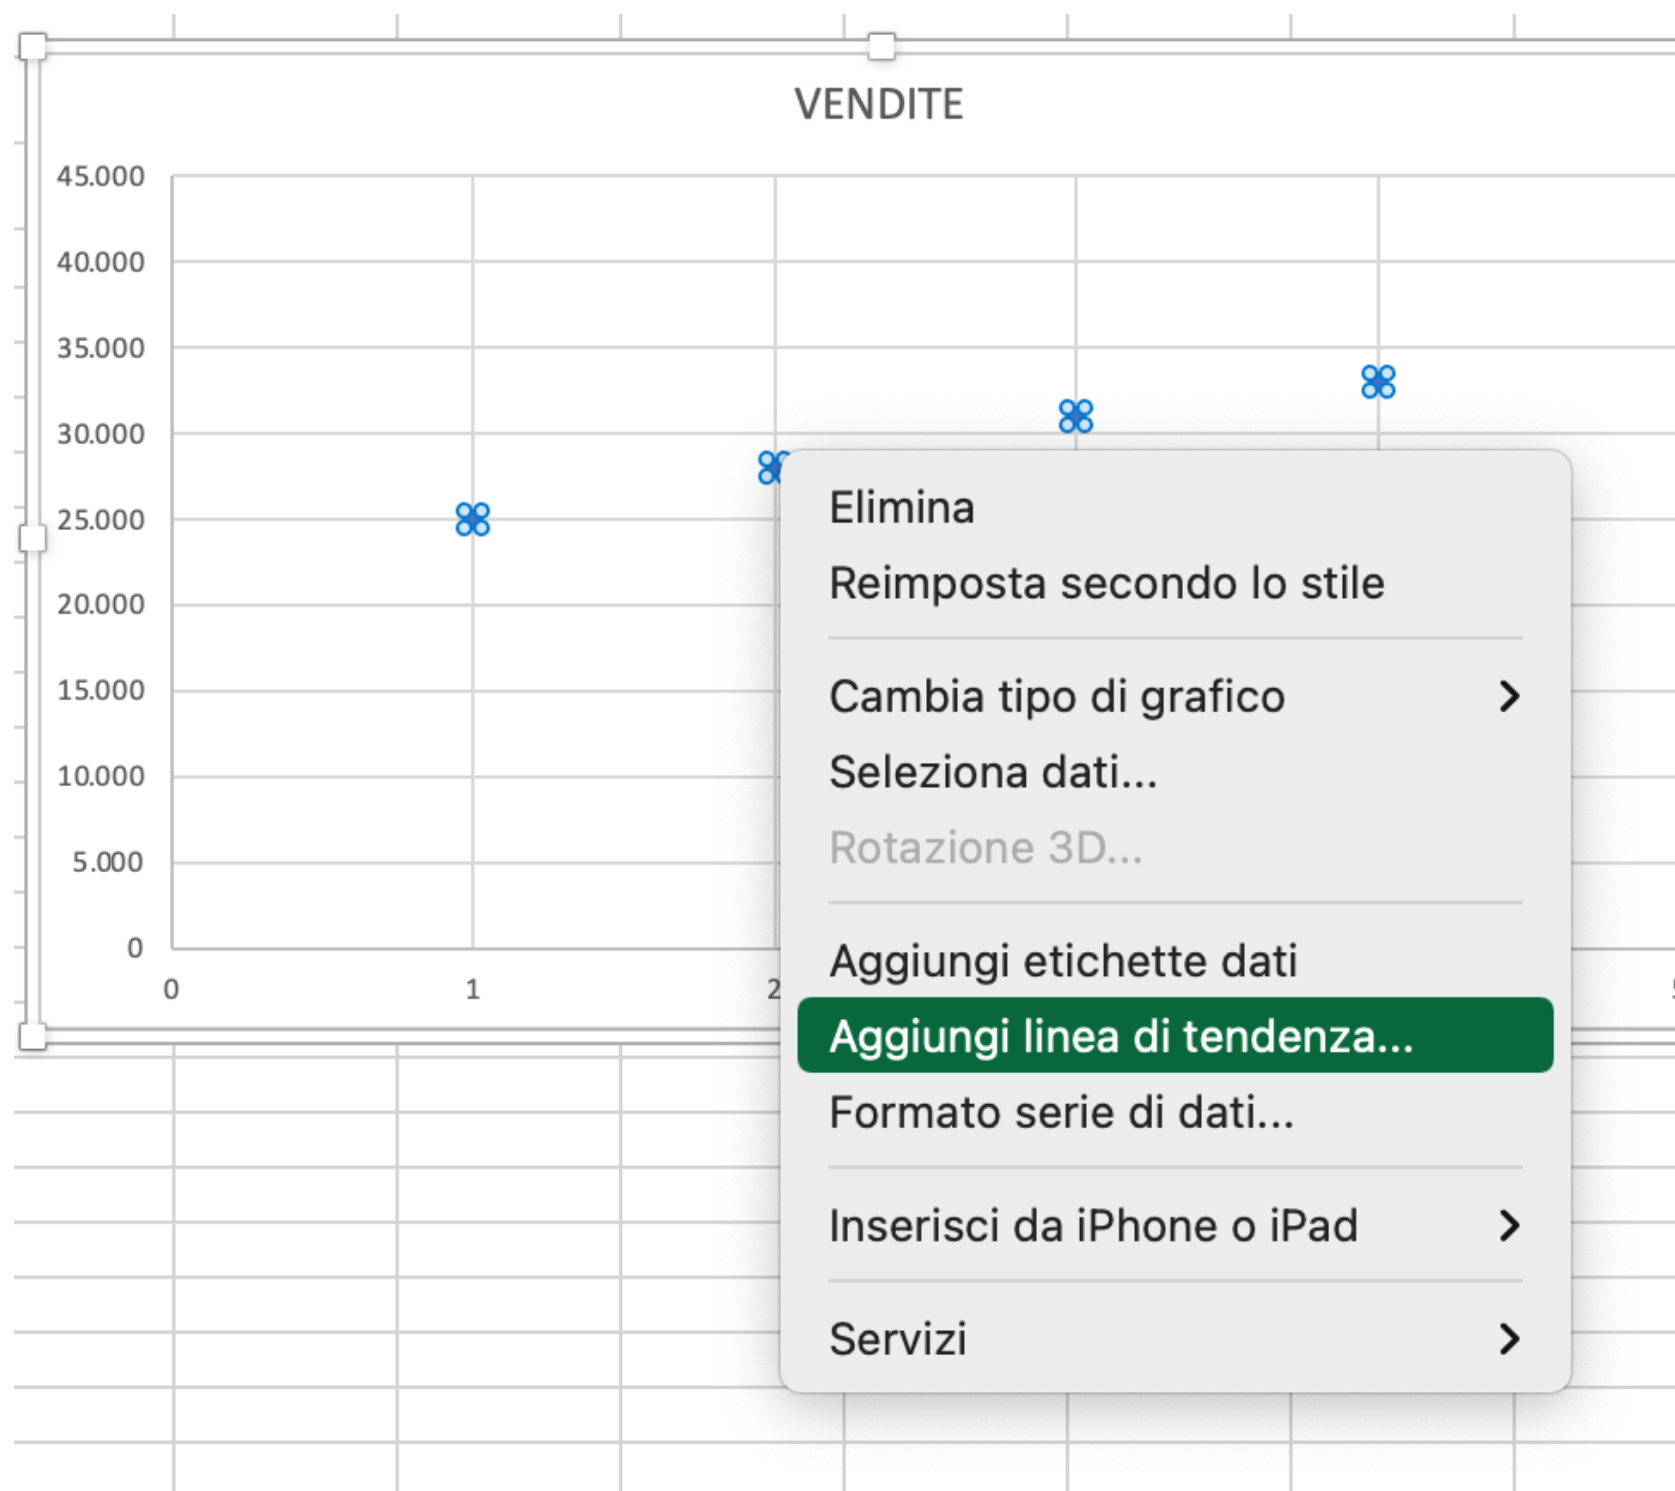 VENDITE
45.000
40.000
35.000
30.000
25.000
20.000
15.000
10.000
5.000
0
0 1 2
Elimina
Reimposta secondo lo stile
Cambia tipo di grafico
Seleziona dati...
Rotazione 3D...
Aggiungi etichette dati
Aggiungi linea di tendenza...
Formato serie di dati...
Inserisci da iPhone o iPad
Servizi